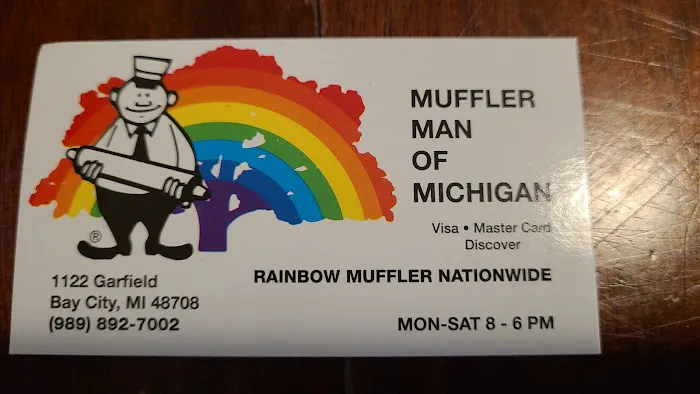 MUFFLER
MAN
OF
MICHIGAN
Visa • Master Card
Discover
RAINBOW MUFFLER NATIONWIDE
®
1122 Garfield
Bay City, MI 48708
(989) 892-7002
MON-SAT 8 - 6 PM